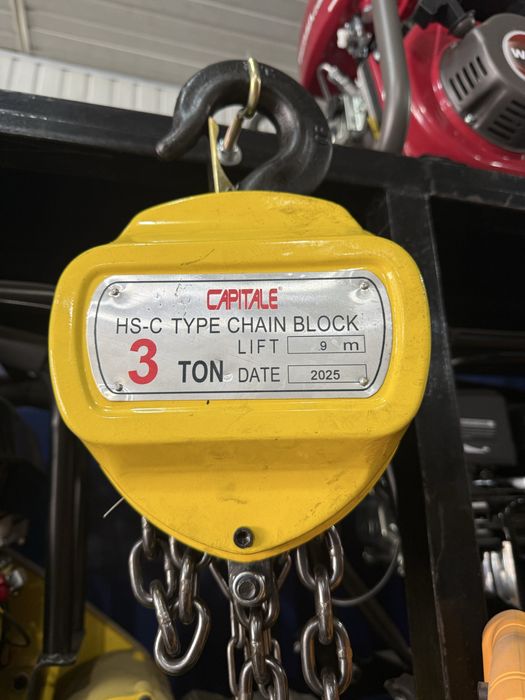 CAPITALE
HS-C TYPE CHAIN BLOCK
3 TON
LIFT 9 m
DATE 2025